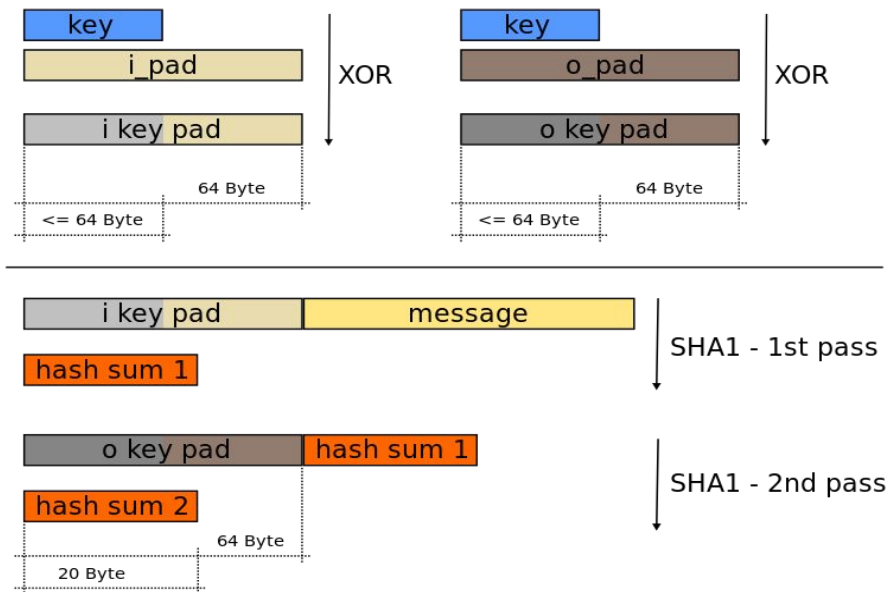 key
i_pad
XOR
i key pad
64 Byte
<= 64 Byte
key
o_pad
XOR
o key pad
64 Byte
<= 64 Byte
i key pad message
SHA1 - 1st pass
hash sum 1
o key pad hash sum 1
SHA1 - 2nd pass
hash sum 2
64 Byte
20 Byte